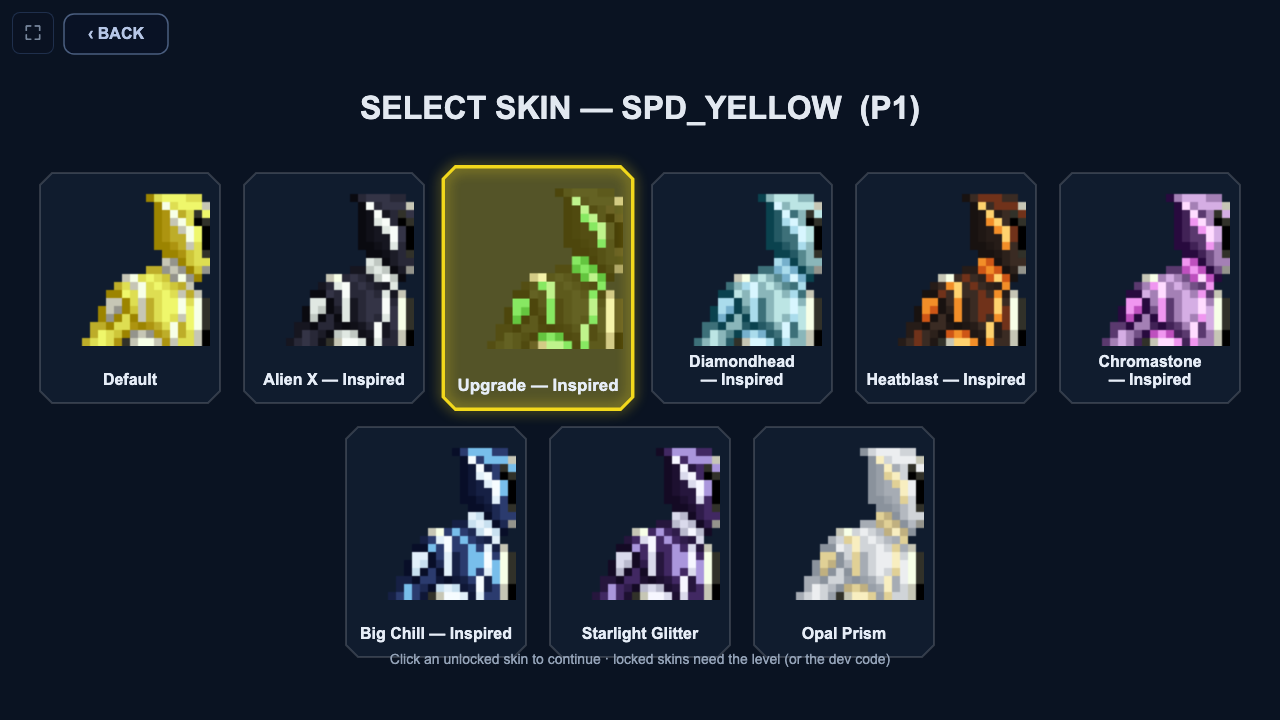 ‹ BACK
SELECT SKIN — SPD_YELLOW (P1)
Default
Alien X — Inspired
Upgrade — Inspired
Diamondhead
— Inspired
Heatblast — Inspired
Chromastone
— Inspired
Big Chill — Inspired
Starlight Glitter
Opal Prism
Click an unlocked skin to continue · locked skins need the level (or the dev code)